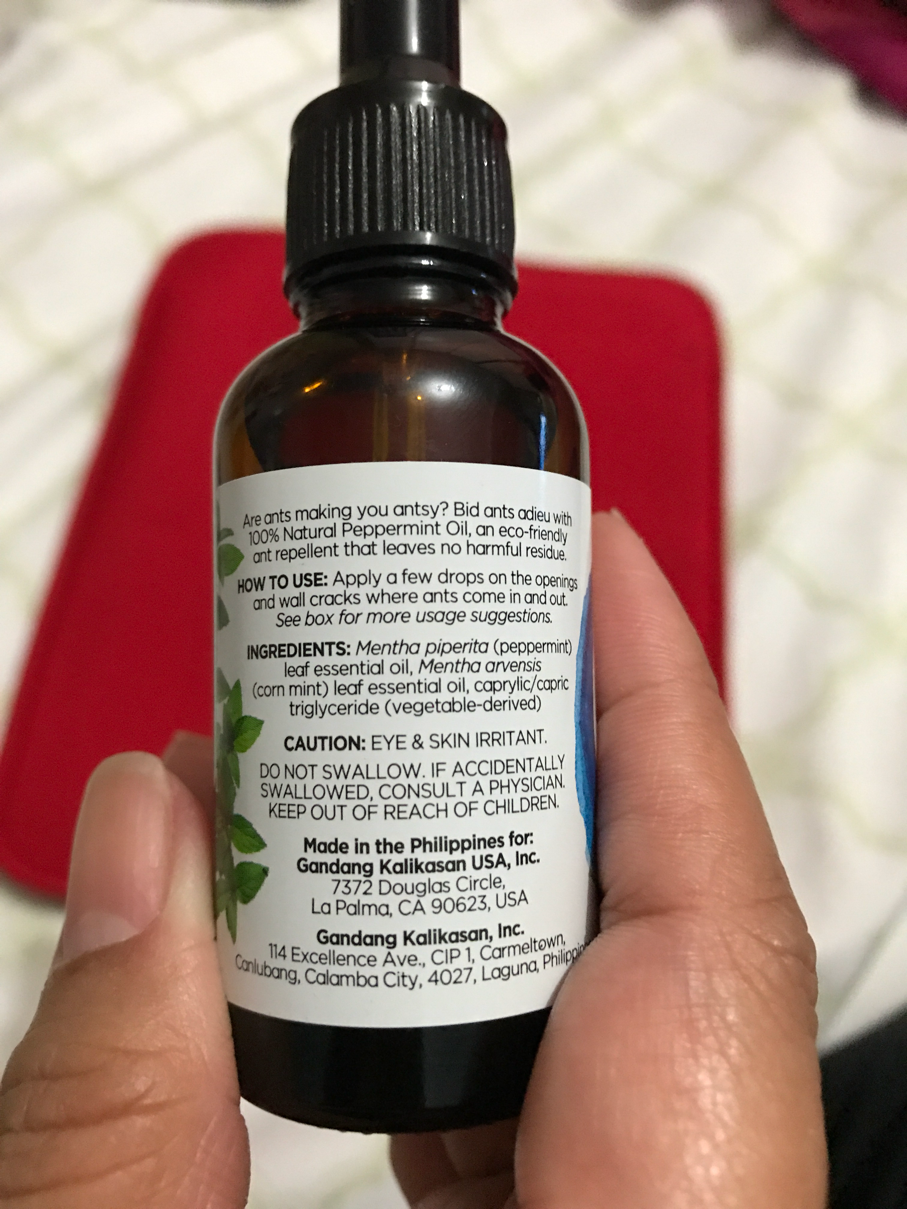 Are ants making you antsy? Bid ants adieu with
100% Natural Peppermint Oil, an eco-friendly
ant repellent that leaves no harmful residue.
HOW TO USE: Apply a few drops on the openings
and wall cracks where ants come in and out.
See box for more usage suggestions.
INGREDIENTS: Mentha piperita (peppermint)
leaf essential oil, Mentha arvensis
(corn mint) leaf essential oil, caprylic/capric
triglyceride (vegetable-derived)
CAUTION: EYE & SKIN IRRITANT.
DO NOT SWALLOW. IF ACCIDENTALLY
SWALLOWED, CONSULT A PHYSICIAN.
KEEP OUT OF REACH OF CHILDREN.
Made in the Philippines for:
Gandang Kalikasan USA, Inc.
7372 Douglas Circle,
La Palma, CA 90623, USA
Gandang Kalikasan, Inc.
114 Excellence Ave., CIP 1, Carmeltown,
Canlubang, Calamba City, 4027, Laguna,